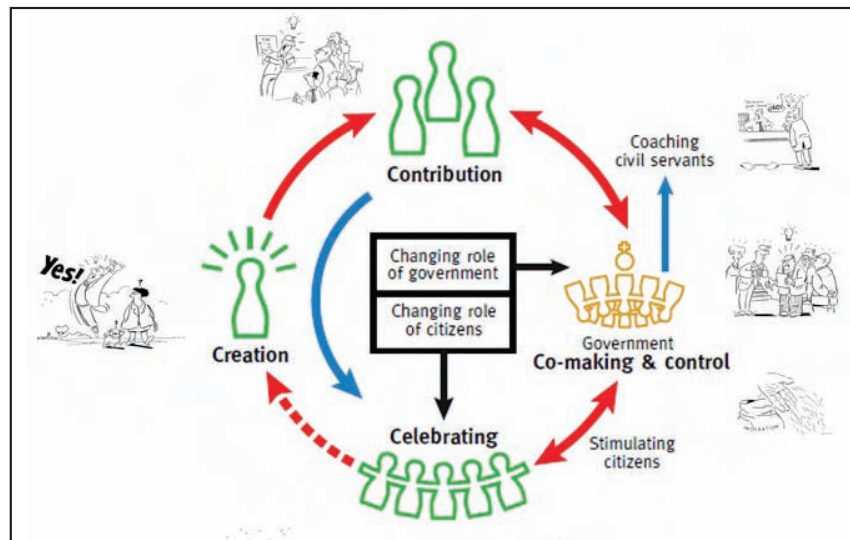 Contribution
Coaching
civil servants
Changing role
of government
Changing role
of citizens
Yes!
Creation
Government
Co-making & control
Celebrating
Stimulating
citizens